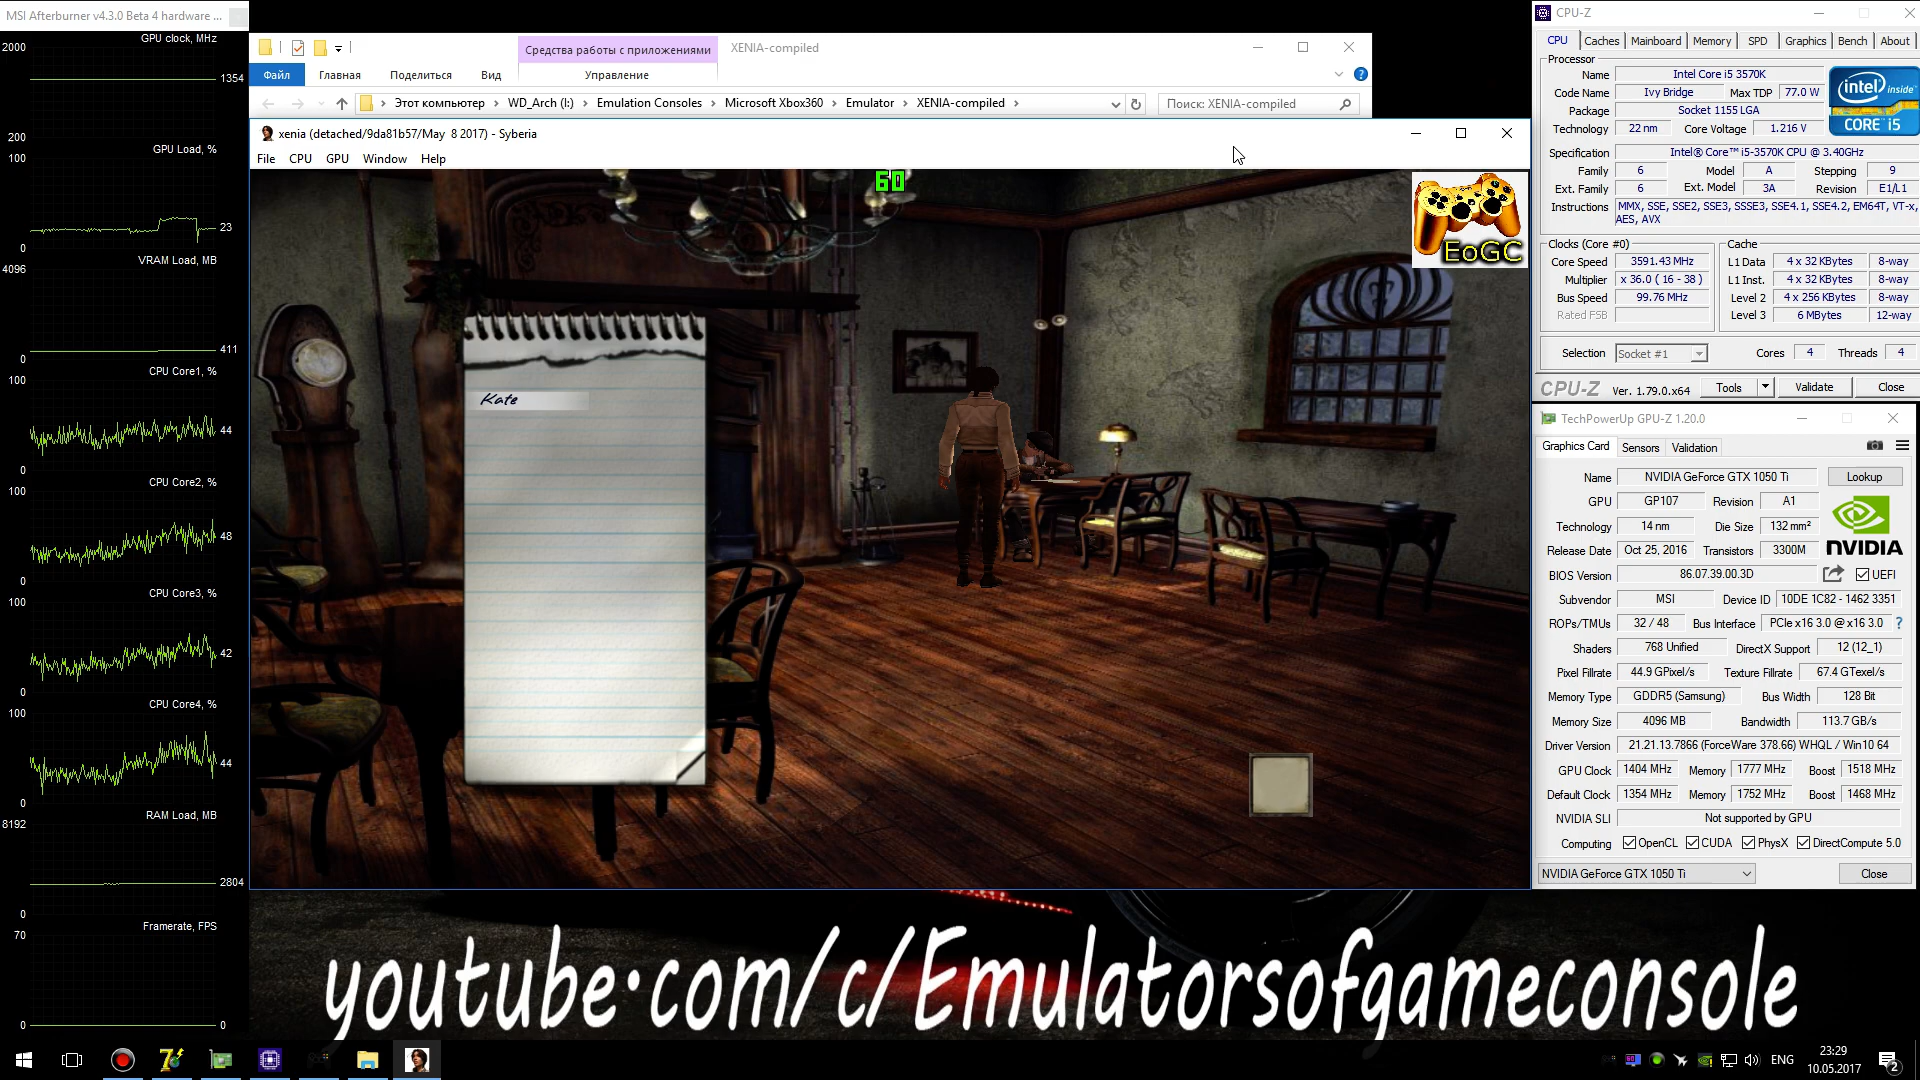 MSI Afterburner v4.3.0 Beta 4 hardware ...
GPU clock, MHz
2000
1354
200
GPU Load, %
100
23
0
VRAM Load, MB
4096
411
0
CPU Core1, %
100
44
0
CPU Core2, %
100
48
0
CPU Core3, %
100
42
0
CPU Core4, %
100
44
0
RAM Load, MB
8192
2804
0
Framerate, FPS
70
0
0
Средства работы с приложениями
XENIA-compiled
Файл
Главная
Поделиться
Вид
Управление
Этот компьютер
WD_Arch (I:)
Emulation Consoles
Microsoft Xbox360
Emulator
XENIA-compiled
Поиск: XENIA-compiled
xenia (detached/9da81b57/May 8 2017) - Syberia
File CPU GPU Window Help
60
EoGC
Kate
CPU-Z
CPU Caches Mainboard Memory SPD Graphics Bench About
Processor
Name Intel Core i5 3570K
Code Name Ivy Bridge Max TDP 77.0 W
Package Socket 1155 LGA
Technology 22 nm Core Voltage 1.216 V
intel inside
CORE i5
Specification Intel® Core™ i5-3570K CPU @ 3.40GHz
Family 6 Model A Stepping 9
Ext. Family 6 Ext. Model 3A Revision E1/L1
Instructions MMX, SSE, SSE2, SSE3, SSSE3, SSE4.1, SSE4.2, EM64T, VT-x,
AES, AVX
Clocks (Core #0)
Core Speed 3591.43 MHz
Multiplier x 36.0 ( 16 - 38 )
Bus Speed 99.76 MHz
Rated FSB
Cache
L1 Data 4 x 32 KBytes 8-way
L1 Inst. 4 x 32 KBytes 8-way
Level 2 4 x 256 KBytes 8-way
Level 3 6 MBytes 12-way
Selection Socket #1 Cores 4 Threads 4
CPU-Z Ver. 1.79.0.x64 Tools Validate Close
TechPowerUp GPU-Z 1.20.0
Graphics Card Sensors Validation
Name NVIDIA GeForce GTX 1050 Ti Lookup
GPU GP107 Revision A1
Technology 14 nm Die Size 132 mm²
Release Date Oct 25, 2016 Transistors 3300M
NVIDIA
BIOS Version 86.07.39.00.3D UEFI
Subvendor MSI Device ID 10DE 1C82 - 1462 3351
ROPs/TMUs 32 / 48 Bus Interface PCIe x16 3.0 @ x16 3.0 ?
Shaders 768 Unified DirectX Support 12 (12_1)
Pixel Fillrate 44.9 GPixel/s Texture Fillrate 67.4 GTexel/s
Memory Type GDDR5 (Samsung) Bus Width 128 Bit
Memory Size 4096 MB Bandwidth 113.7 GB/s
Driver Version 21.21.13.7866 (ForceWare 378.66) WHQL / Win10 64
GPU Clock 1404 MHz Memory 1777 MHz Boost 1518 MHz
Default Clock 1354 MHz Memory 1752 MHz Boost 1468 MHz
NVIDIA SLI Not supported by GPU
Computing OpenCL CUDA PhysX DirectCompute 5.0
NVIDIA GeForce GTX 1050 Ti Close
youtube.com/c/Emulatorsofgameconsole
ENG
23:29
10.05.2017
2